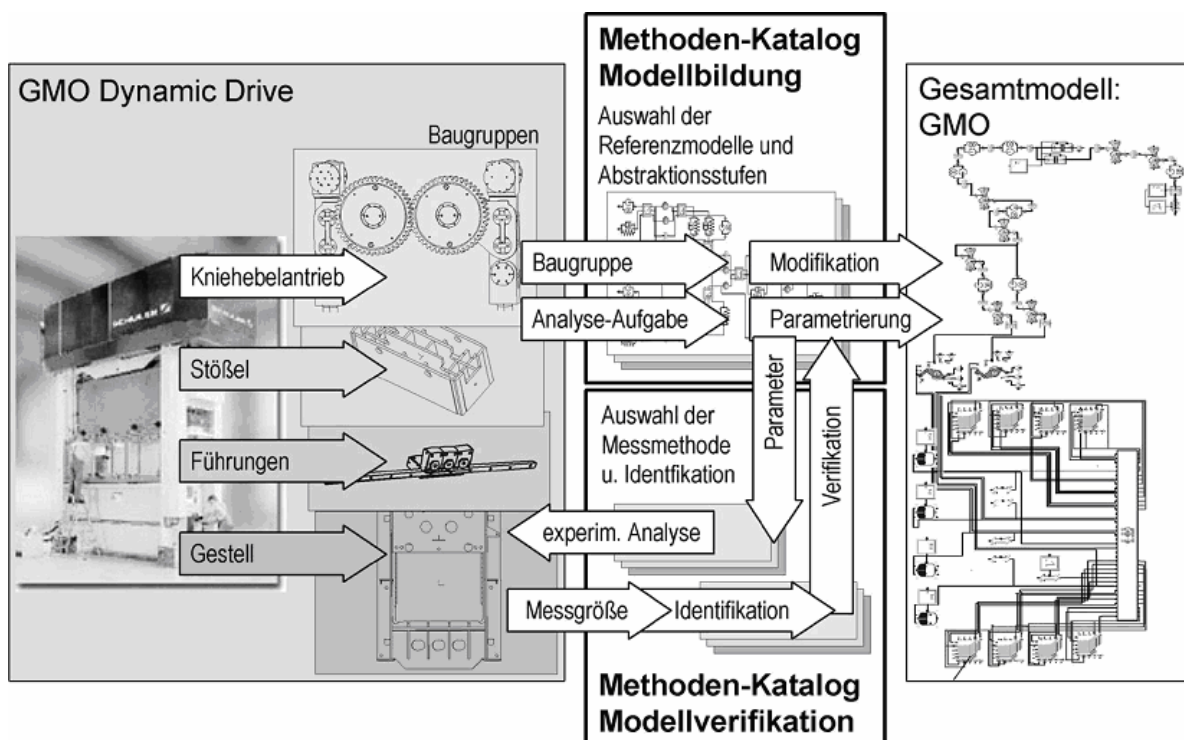 GMO Dynamic Drive
Baugruppen
Kniehebelantrieb
Stößel
Führungen
Gestell
SCHULER
Methoden-Katalog
Modellbildung
Auswahl der
Referenzmodelle und
Abstraktionsstufen
Baugruppe
Modifikation
Analyse-Aufgabe
Parametrierung
Parameter
Verifikation
Auswahl der
Messmethode
u. Identfikation
experim. Analyse
Messgröße
Identifikation
Methoden-Katalog
Modellverifikation
Gesamtmodell:
GMO